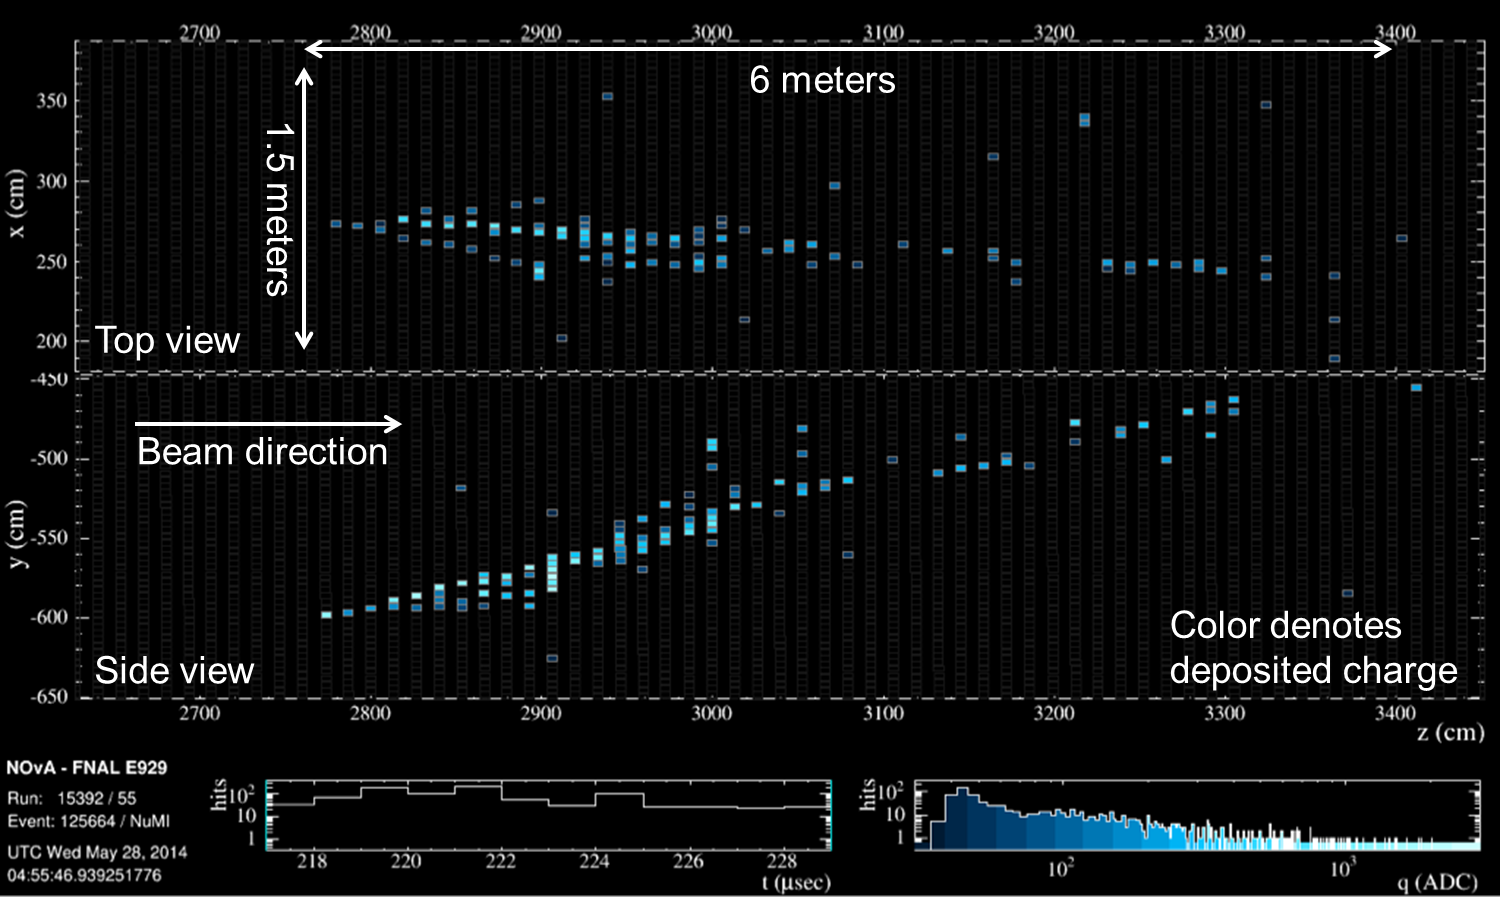 2700 2800 2900 3000 3100 3200 3300 3400
6 meters
350
300
250
200
x (cm)
1.5 meters
Top view
-450
-500
-550
-600
-650
y (cm)
Beam direction
Side view
Color denotes
deposited charge
2700 2800 2900 3000 3100 3200 3300 3400
z (cm)
NOvA - FNAL E929
Run: 15392 / 55
Event: 125664 / NuMI
UTC Wed May 28, 2014
04:55:46.939251776
hits
10²
10
1
218 220 222 224 226 228
t (μsec)
hits
10²
10
1
10² 10³
q (ADC)